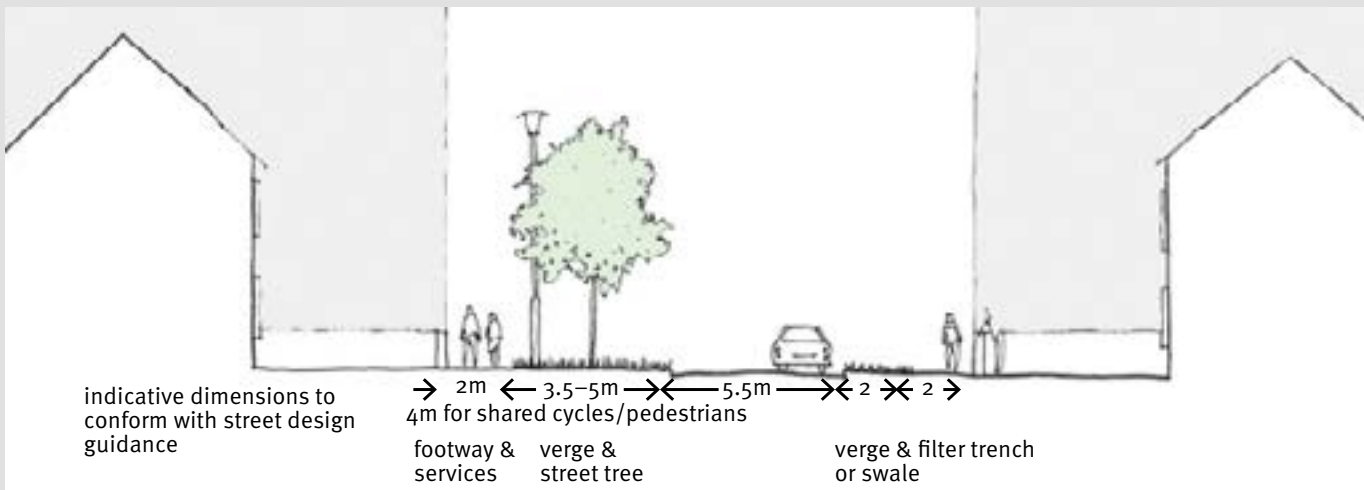 2m 3.5–5m 5.5m 2 2
indicative dimensions to
conform with street design
guidance
4m for shared cycles/pedestrians
footway &
services
verge &
street tree
verge & filter trench
or swale